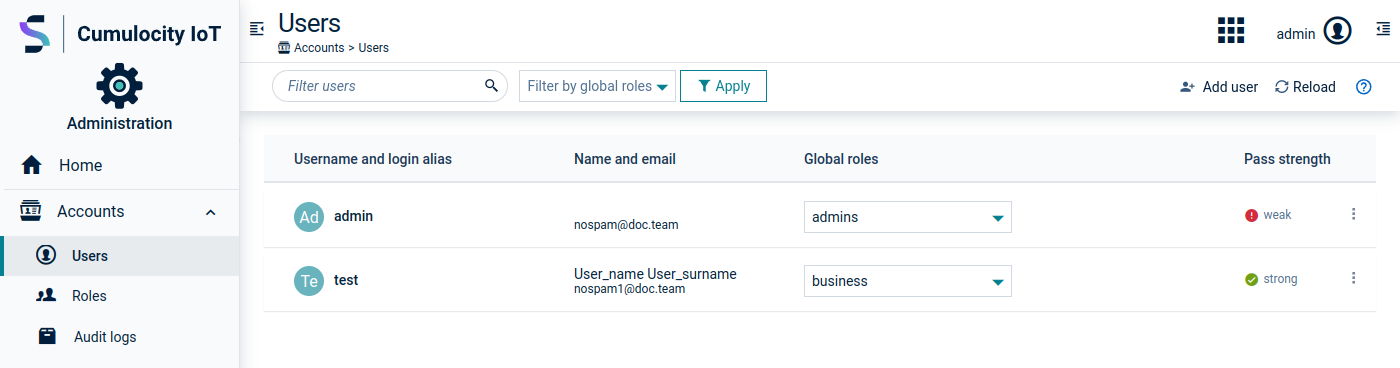 Cumulocity IoT
Administration
Home
Accounts
Users
Roles
Audit logs
Users
Accounts > Users
admin
Filter users
Filter by global roles
Apply
Add user
Reload
?
Username and login alias Name and email Global roles Pass strength
Ad admin nospam@doc.team admins ! weak
Te test User_name User_surname business strong
nospam1@doc.team